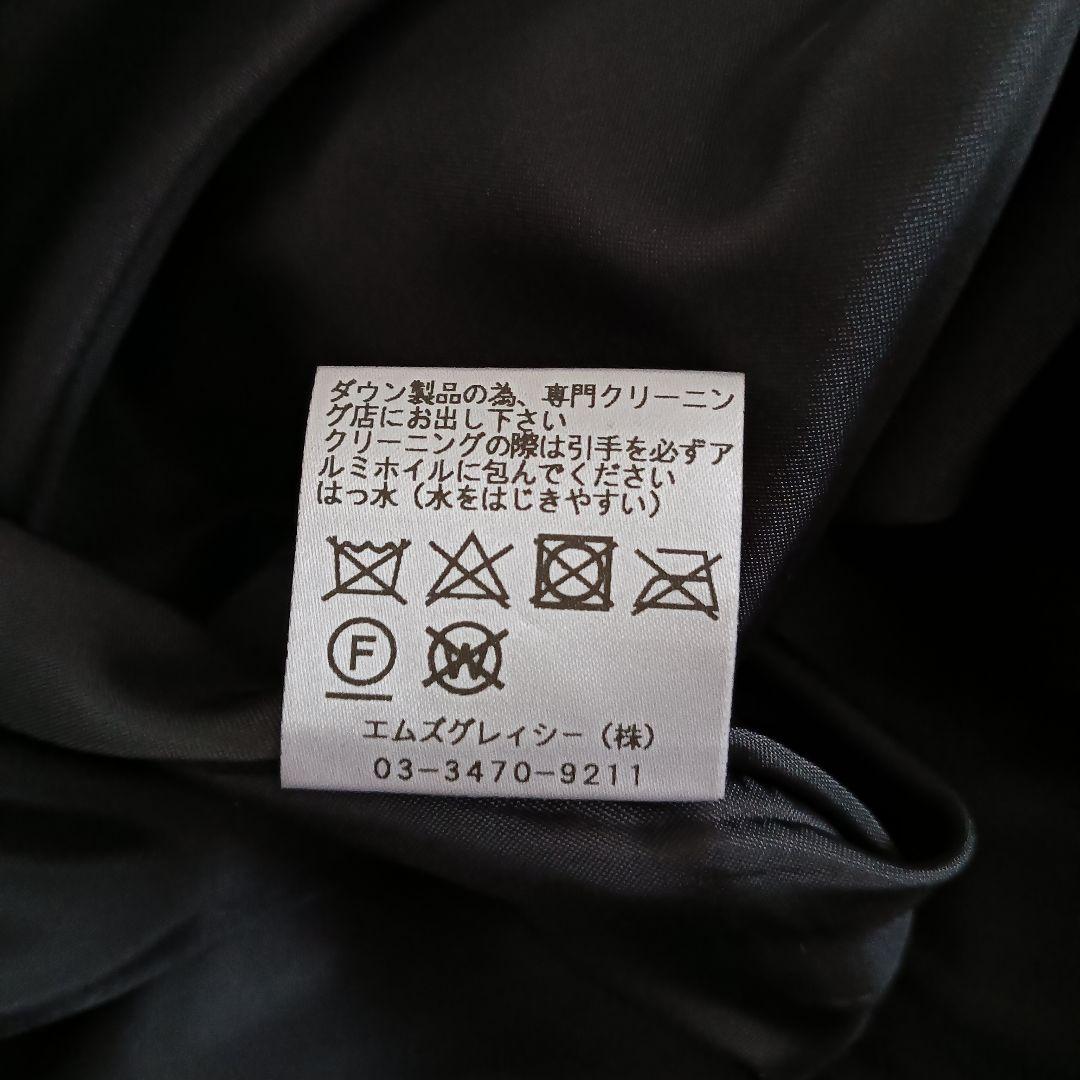 ダウン製品の為、専門クリーニン
グ店にお出し下さい
クリーニングの際は引手を必ずア
ルミホイルに包んでください
はっ水（水をはじきやすい）
F
W
エムズグレィシー（株）
03-3470-9211